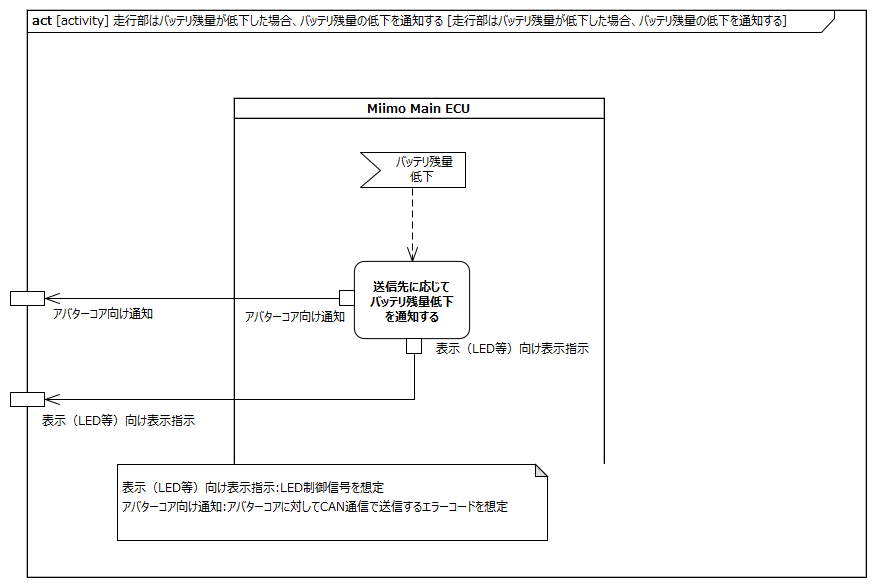 act [activity] 走行部はバッテリ残量が低下した場合、バッテリ残量の低下を通知する [走行部はバッテリ残量が低下した場合、バッテリ残量の低下を通知する]
Miimo Main ECU
バッテリ残量
低下
送信先に応じて
バッテリ残量低下
を通知する
アバターコア向け通知
アバターコア向け通知
表示（LED等）向け表示指示
表示（LED等）向け表示指示
表示（LED等）向け表示指示:LED制御信号を想定
アバターコア向け通知:アバターコアに対してCAN通信で送信するエラーコードを想定